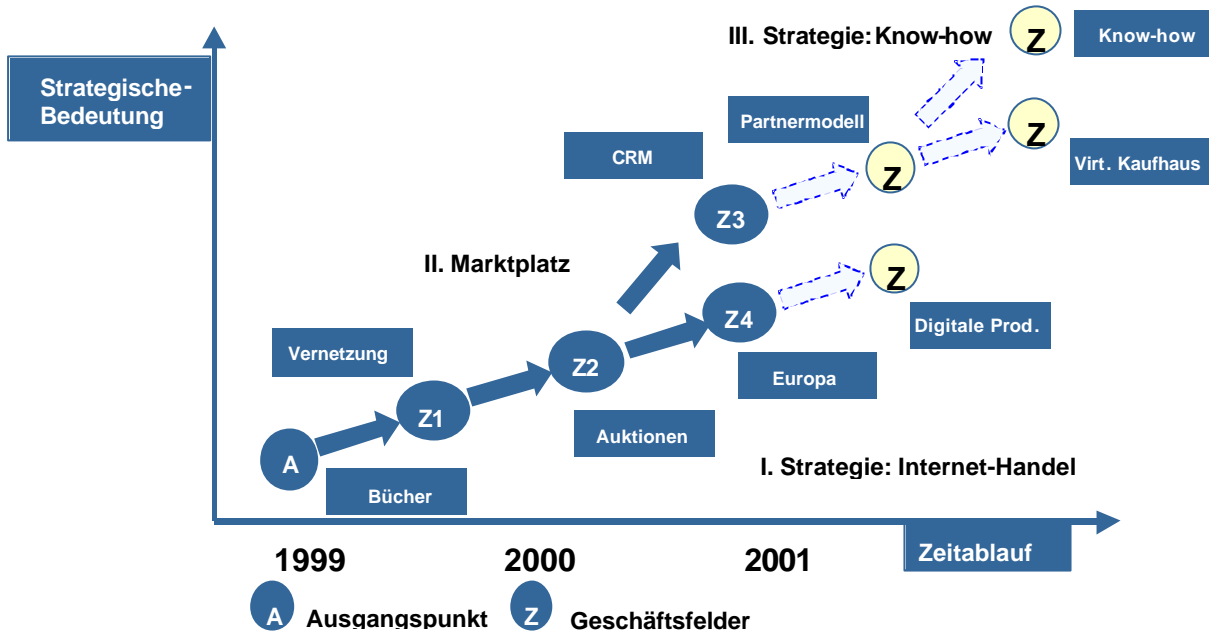 III. Strategie: Know-how
Z
Know-how
Strategische-
Bedeutung
Partnermodell
Z
Virt. Kaufhaus
CRM
Z
Z3
II. Marktplatz
Z
Z4
Digitale Prod.
Vernetzung
Z2
Europa
Z1
Auktionen
A
I. Strategie: Internet-Handel
Bücher
1999 2000 2001
Zeitablauf
A Ausgangspunkt Z Geschäftsfelder